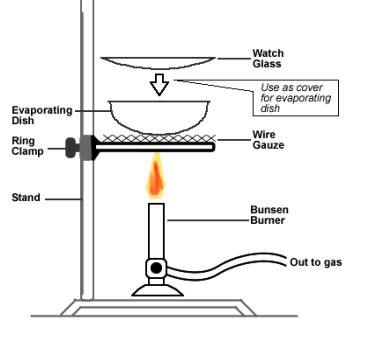 Watch
Glass
Use as cover
for evaporating
dish
Evaporating
Dish
Wire
Gauze
Ring
Clamp
Stand
Bunsen
Burner
Out to gas